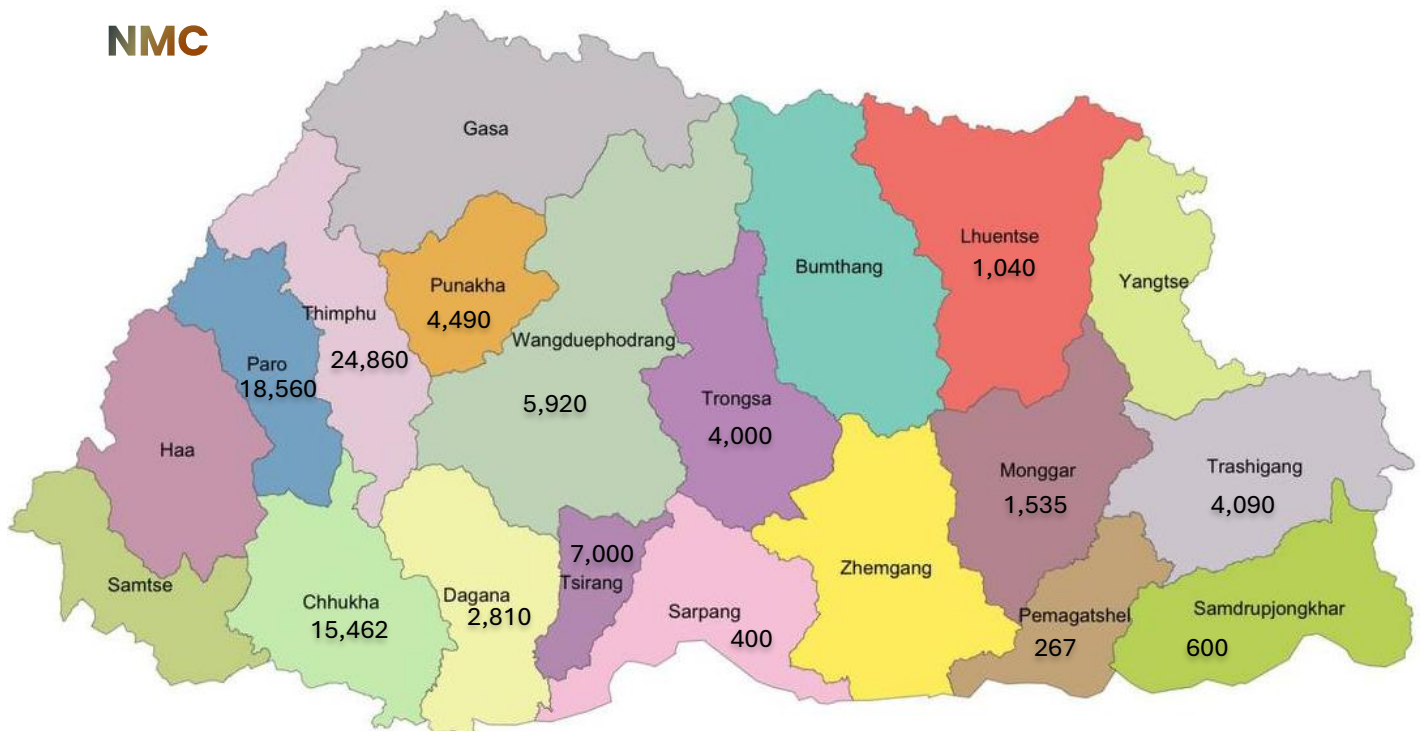 NMC
Gasa
Punakha
4,490
Thimphu
24,860
Paro
18,560
Haa
Samtse
Chhukha
15,462
Dagana
2,810
Wangduephodrang
5,920
7,000
Tsirang
Trongsa
4,000
Sarpang
400
Bumthang
Zhemgang
Lhuentse
1,040
Monggar
1,535
Yangtse
Trashigang
4,090
Pemagatshel
267
Samdrupjongkhar
600